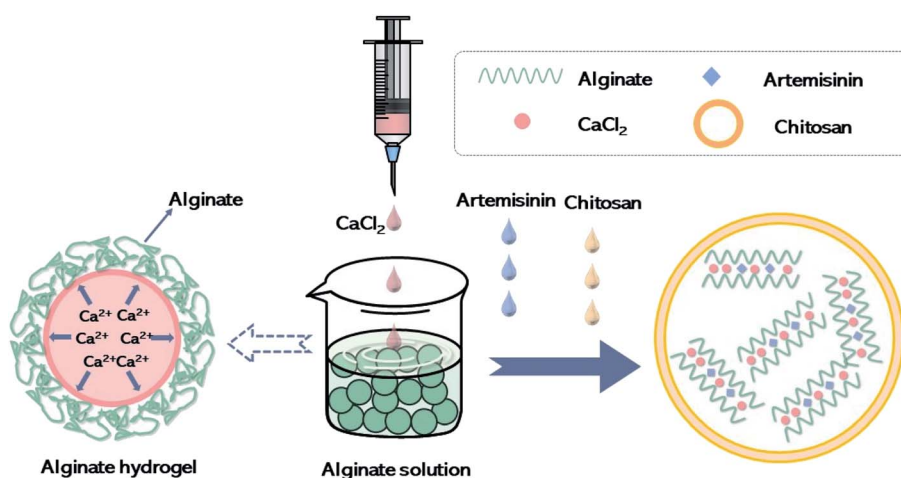 Alginate
Artemisinin
CaCl₂
Chitosan
Alginate
CaCl₂
Artemisinin
Chitosan
Ca²⁺ Ca²⁺
Ca²⁺ Ca²⁺
Ca²⁺Ca²⁺
Alginate hydrogel
Alginate solution